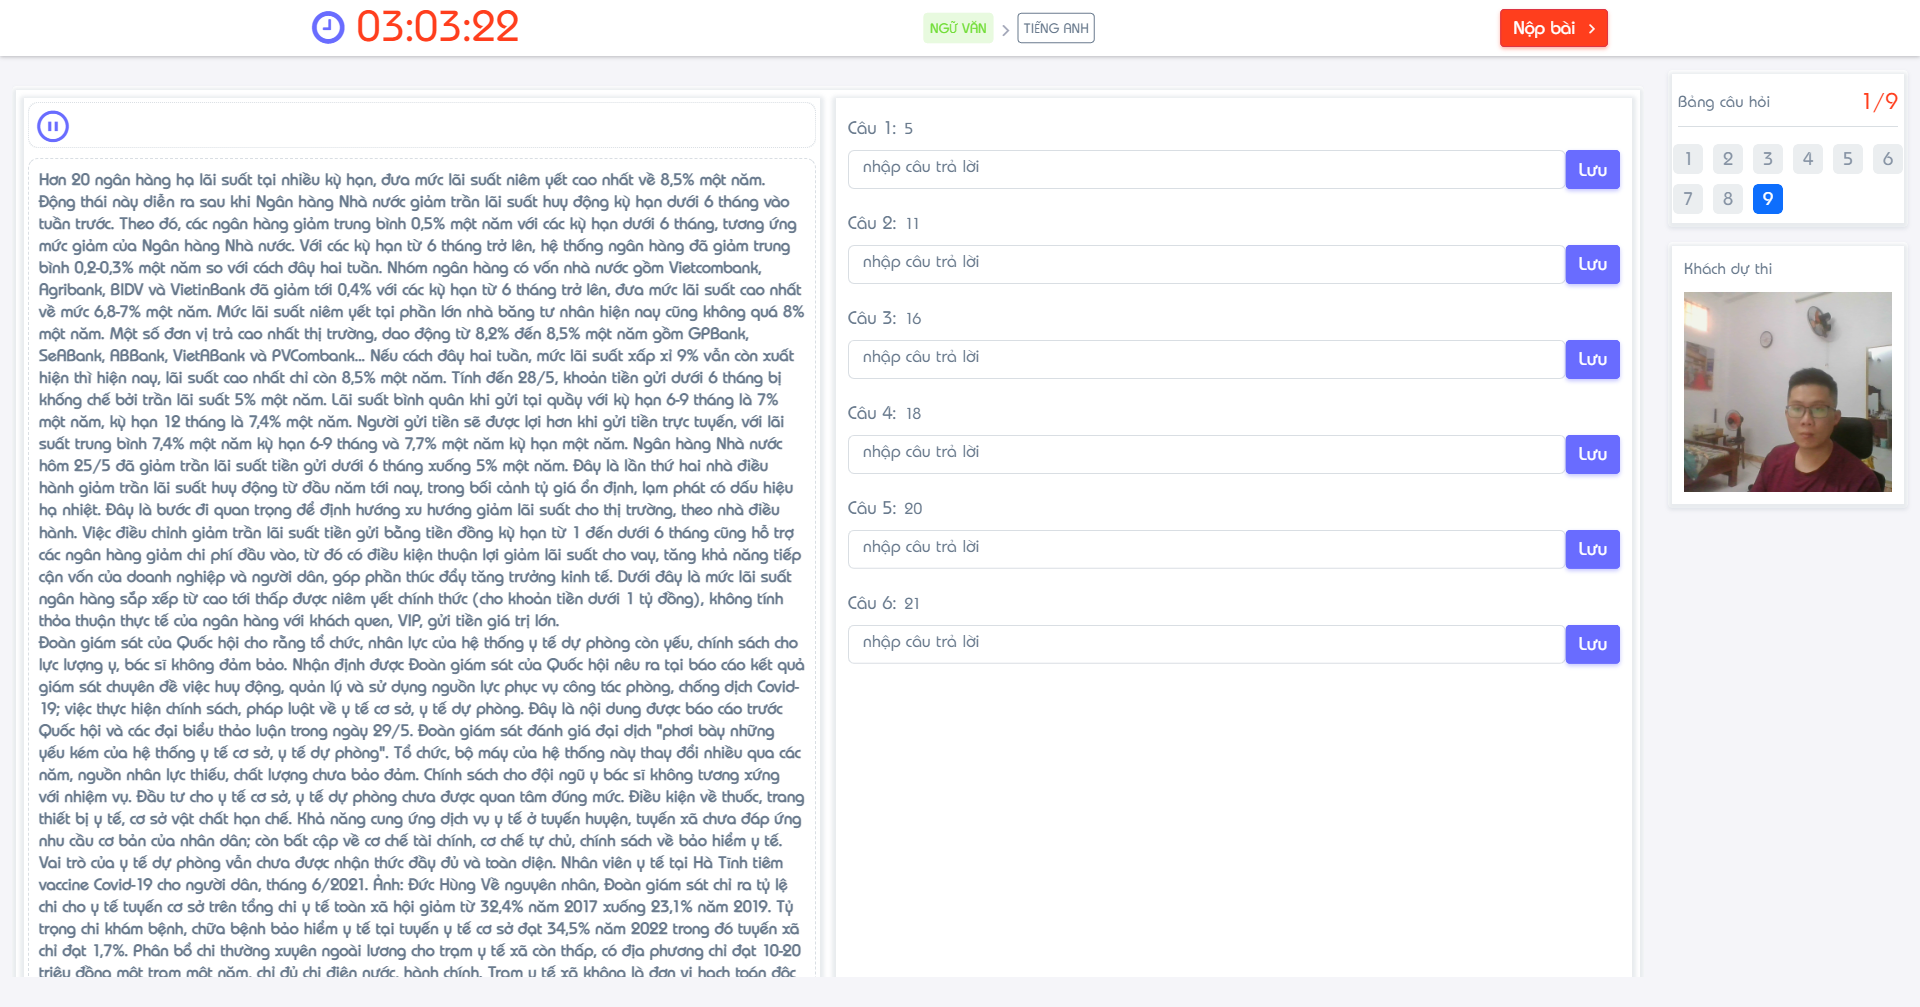 03:03:22
NGỮ VĂN
TIẾNG ANH
Nộp bài
Hơn 20 ngân hàng hạ lãi suất tại nhiều kỳ hạn, đưa mức lãi suất niêm yết cao nhất về 8,5% một năm.
Động thái này diễn ra sau khi Ngân hàng Nhà nước giảm trần lãi suất huy động kỳ hạn dưới 6 tháng vào
tuần trước. Theo đó, các ngân hàng giảm trung bình 0,5% một năm với các kỳ hạn dưới 6 tháng, tương ứng
mức giảm của Ngân hàng Nhà nước. Với các kỳ hạn từ 6 tháng trở lên, hệ thống ngân hàng đã giảm trung
bình 0,2-0,3% một năm so với cách đây hai tuần. Nhóm ngân hàng có vốn nhà nước gồm Vietcombank,
Agribank, BIDV và VietinBank đã giảm tới 0,4% với các kỳ hạn từ 6 tháng trở lên, đưa mức lãi suất cao nhất
về mức 6,8-7% một năm. Mức lãi suất niêm yết tại phần lớn nhà băng tư nhân hiện nay cũng không quá 8%
một năm. Một số đơn vị trả cao nhất thị trường, dao động từ 8,2% đến 8,5% một năm gồm GPBank,
SeABank, ABBank, VietABank và PVCombank... Nếu cách đây hai tuần, mức lãi suất xấp xỉ 9% vẫn còn xuất
hiện thì hiện nay, lãi suất cao nhất chỉ còn 8,5% một năm. Tính đến 28/5, khoản tiền gửi dưới 6 tháng bị
khống chế bởi trần lãi suất 5% một năm. Lãi suất bình quân khi gửi tại quầy với kỳ hạn 6-9 tháng là 7%
một năm, kỳ hạn 12 tháng là 7,4% một năm. Người gửi tiền sẽ được lợi hơn khi gửi tiền trực tuyến, với lãi
suất trung bình 7,4% một năm kỳ hạn 6-9 tháng và 7,7% một năm kỳ hạn một năm. Ngân hàng Nhà nước
hôm 25/5 đã giảm trần lãi suất tiền gửi dưới 6 tháng xuống 5% một năm. Đây là lần thứ hai nhà điều
hành giảm trần lãi suất huy động từ đầu năm tới nay, trong bối cảnh tỷ giá ổn định, lạm phát có dấu hiệu
hạ nhiệt. Đây là bước đi quan trọng để định hướng xu hướng giảm lãi suất cho thị trường, theo nhà điều
hành. Việc điều chỉnh giảm trần lãi suất tiền gửi bằng tiền đồng kỳ hạn từ 1 đến dưới 6 tháng cũng hỗ trợ
các ngân hàng giảm chi phí đầu vào, từ đó có điều kiện thuận lợi giảm lãi suất cho vay, tăng khả năng tiếp
cận vốn của doanh nghiệp và người dân, góp phần thúc đẩy tăng trưởng kinh tế. Dưới đây là mức lãi suất
ngân hàng sắp xếp từ cao tới thấp được niêm yết chính thức (cho khoản tiền dưới 1 tỷ đồng), không tính
thỏa thuận thực tế của ngân hàng với khách quen, VIP, gửi tiền giá trị lớn.
Đoàn giám sát của Quốc hội cho rằng tổ chức, nhân lực của hệ thống y tế dự phòng còn yếu, chính sách cho
lực lượng y, bác sĩ không đảm bảo. Nhận định được Đoàn giám sát của Quốc hội nêu ra tại báo cáo kết quả
giám sát chuyên đề việc huy động, quản lý và sử dụng nguồn lực phục vụ công tác phòng, chống dịch Covid-
19; việc thực hiện chính sách, pháp luật về y tế cơ sở, y tế dự phòng. Đây là nội dung được báo cáo trước
Quốc hội và các đại biểu thảo luận trong ngày 29/5. Đoàn giám sát đánh giá đại dịch "phơi bày những
yếu kém của hệ thống y tế cơ sở, y tế dự phòng". Tổ chức, bộ máy của hệ thống này thay đổi nhiều qua các
năm, nguồn nhân lực thiếu, chất lượng chưa bảo đảm. Chính sách cho đội ngũ y bác sĩ không tương xứng
với nhiệm vụ. Đầu tư cho y tế cơ sở, y tế dự phòng chưa được quan tâm đúng mức. Điều kiện về thuốc, trang
thiết bị y tế, cơ sở vật chất hạn chế. Khả năng cung ứng dịch vụ y tế ở tuyến huyện, tuyến xã chưa đáp ứng
nhu cầu cơ bản của nhân dân; còn bất cập về cơ chế tài chính, cơ chế tự chủ, chính sách về bảo hiểm y tế.
Vai trò của y tế dự phòng vẫn chưa được nhận thức đầy đủ và toàn diện. Nhân viên y tế tại Hà Tĩnh tiêm
vaccine Covid-19 cho người dân, tháng 6/2021. Ảnh: Đức Hùng Về nguyên nhân, Đoàn giám sát chỉ ra tỷ lệ
chi cho y tế tuyến cơ sở trên tổng chi y tế toàn xã hội giảm từ 32,4% năm 2017 xuống 23,1% năm 2019. Tỷ
trọng chi khám bệnh, chữa bệnh bảo hiểm y tế tại tuyến y tế cơ sở đạt 34,5% năm 2022 trong đó tuyến xã
chỉ đạt 1,7%. Phân bổ chi thường xuyên ngoài lương cho trạm y tế xã còn thấp, có địa phương chỉ đạt 10-20
triệu đồng một trạm một năm, chỉ đủ chi điện nước, hành chính. Trạm y tế xã không là đơn vị hạch toán độc
Câu 1: 5
nhập câu trả lời
Lưu
Câu 2: 11
nhập câu trả lời
Lưu
Câu 3: 16
nhập câu trả lời
Lưu
Câu 4: 18
nhập câu trả lời
Lưu
Câu 5: 20
nhập câu trả lời
Lưu
Câu 6: 21
nhập câu trả lời
Lưu
Bảng câu hỏi 1/9
1 2 3 4 5 6
7 8 9
Khách dự thi